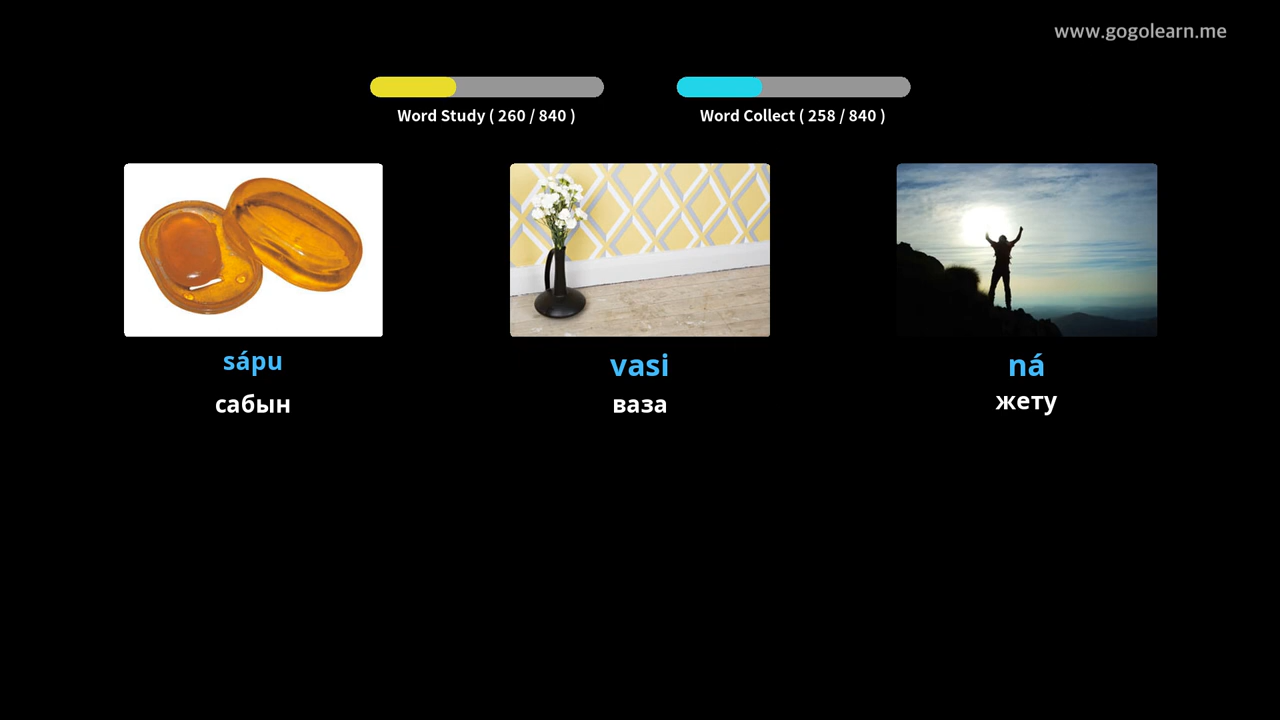 www.gogolearn.me
Word Study ( 260 / 840 )
Word Collect ( 258 / 840 )
sápu
сабын
vasi
ваза
ná
жету